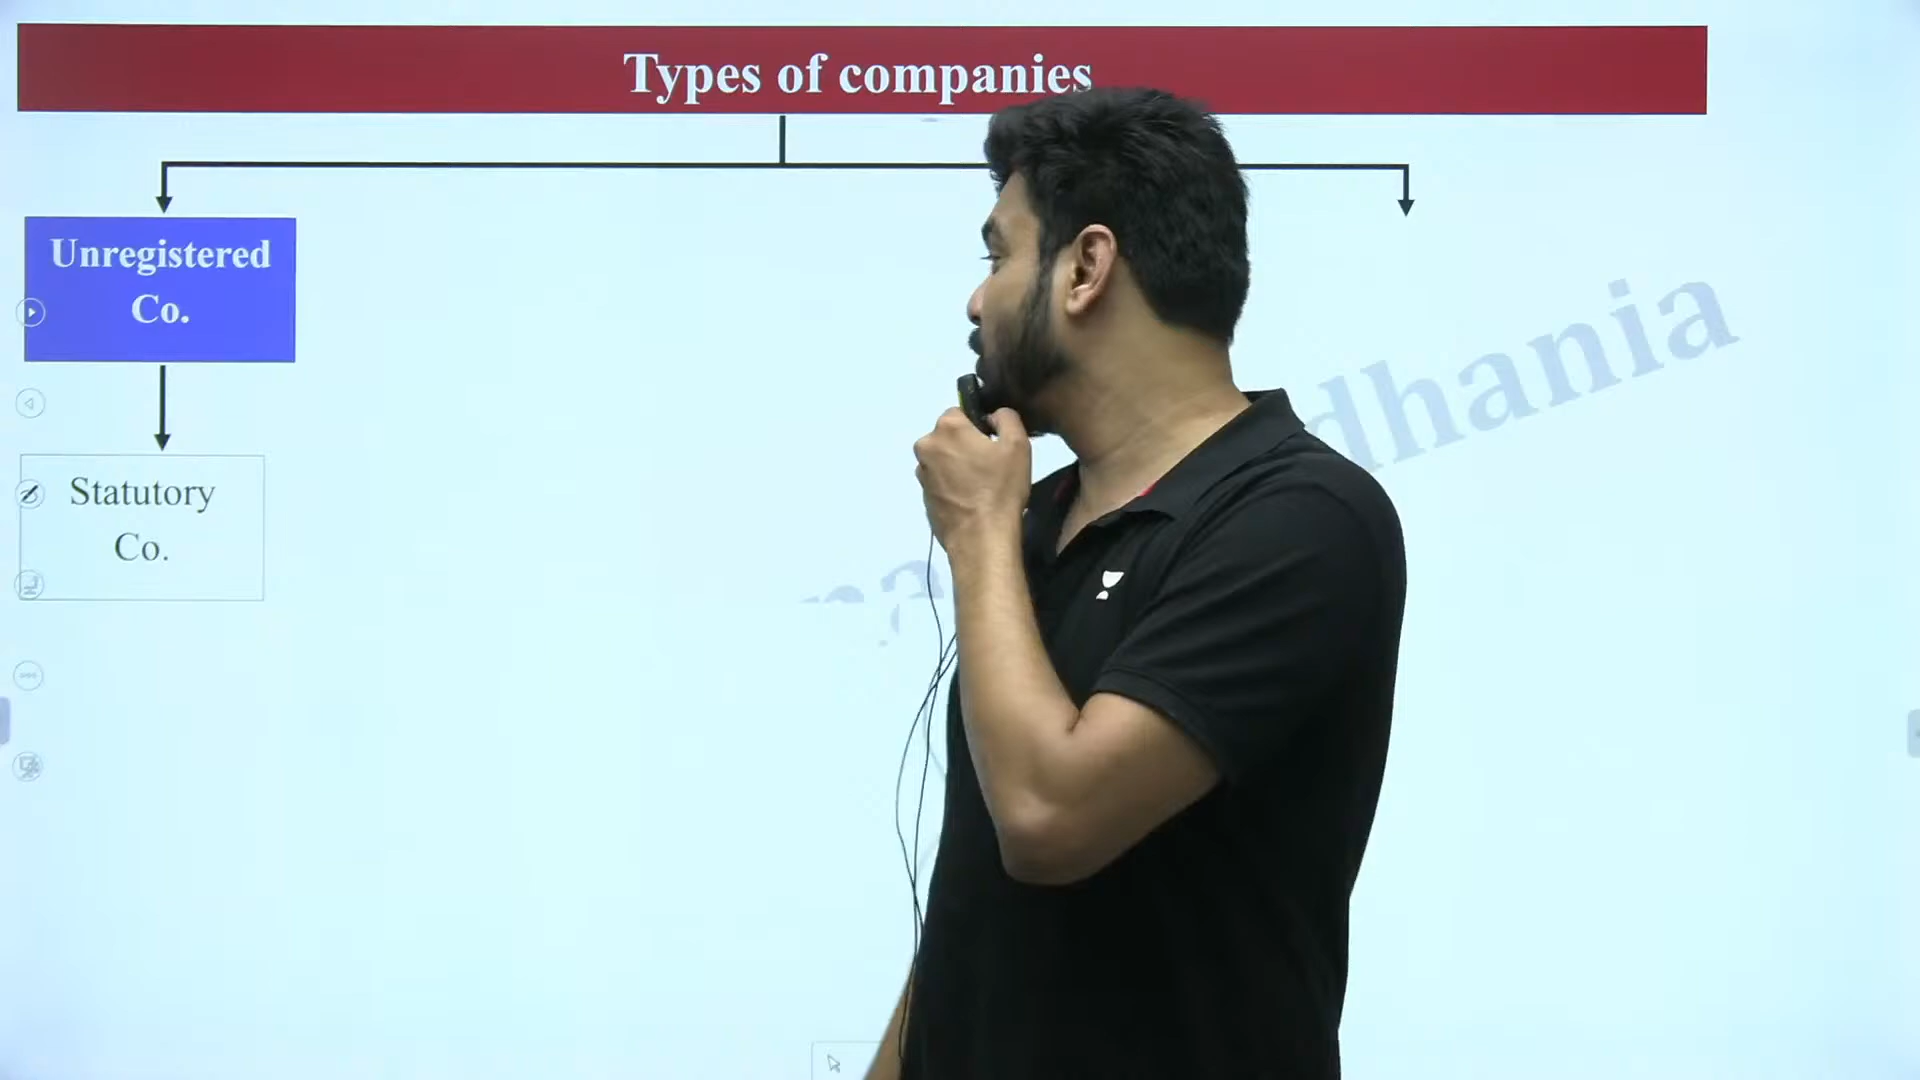 Types of companies
Unregistered
Co.
Statutory
Co.
dhania